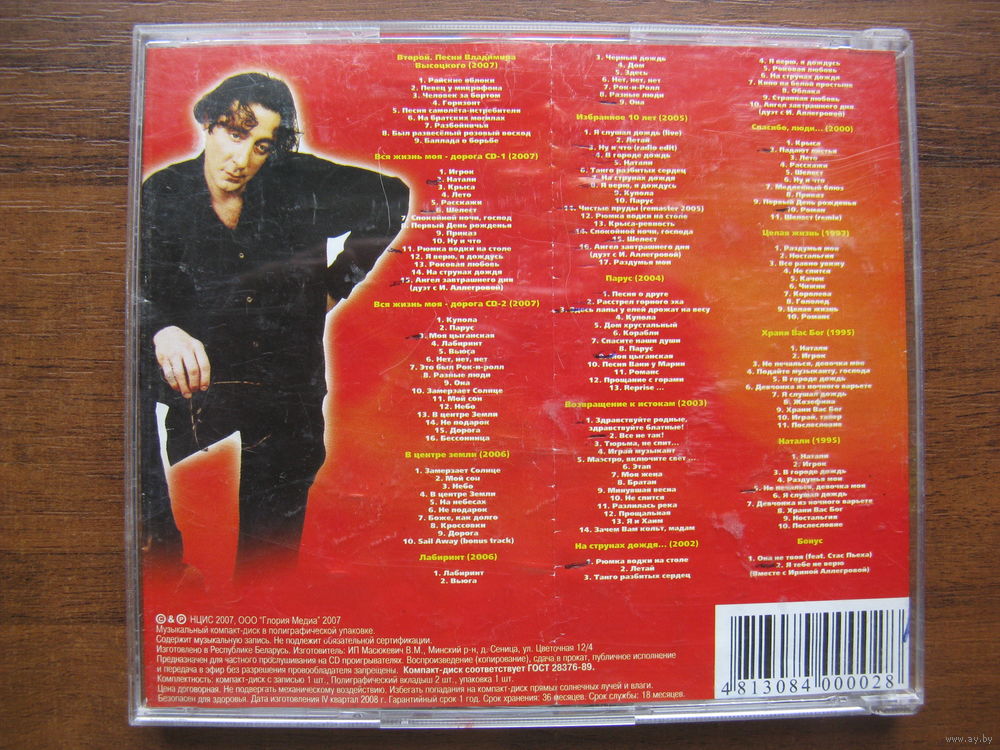 Второй. Песни Владимира
Высоцкого (2007)
1. Райские яблоки
2. Певец у микрофона
3. Человек за бортом
4. Горизонт
5. Песня самолёта-истребителя
6. На братских могилах
7. Разбойничья
8. Был развесёлый розовый восход
9. Баллада о борьбе
Вся жизнь моя - дорога CD-1 (2007)
1. Игрок
2. Натали
3. Крыса
4. Лето
5. Расскажи
6. Шелест
7. Спокойной ночи, господ
8. Первый День рожденья
9. Приказ
10. Ну и что
11. Рюмка водки на столе
12. Я верю, я дождусь
13. Роковая любовь
14. На струнах дождя
15. Ангел завтрашнего дня
(дуэт с И. Аллегровой)
Вся жизнь моя - дорога CD-2 (2007)
1. Купола
2. Парус
3. Моя цыганская
4. Лабиринт
5. Вьюга
6. Нет, нет, нет
7. Это был Рок-н-ролл
8. Разные люди
9. Она
10. Замерзает Солнце
11. Мой сон
12. Небо
13. В центре Земли
14. Не подарок
15. Дорога
16. Бессонница
В центре земли (2006)
1. Замерзает Солнце
2. Мой сон
3. Небо
4. В центре Земли
5. На небесах
6. Не подарок
7. Боже, как долго
8. Кроссовки
9. Дорога
10. Sail Away (bonus track)
Лабиринт (2006)
1. Лабиринт
2. Вьюга
3. Черный дождь
4. Дом
5. Здесь
6. Нет, нет, нет
7. Рок-н-Ролл
8. Разные люди
9. Она
Избранное 10 лет (2005)
1. Я слушал дождь (live)
2. Летай
3. Ну и что (radio edit)
4. В городе дождь
5. Натали
6. Танго разбитых сердец
7. На струнах дождя
8. Я верю, я дождусь
9. Купола
10. Парус
11. Чистые пруды (remaster 2005)
12. Рюмка водки на столе
13. Крыса-ревность
14. Спокойной ночи, господа
15. Шелест
16. Ангел завтрашнего дня
(дуэт с И. Аллегровой)
17. Раздумья мои
Парус (2004)
1. Песня о друге
2. Расстрел горного эха
3. Здесь лапы у елей дрожат на весу
4. Купола
5. Дом хрустальный
6. Корабли
7. Спасите наши души
8. Парус
9. Моя цыганская
10. Песня Вани у Марии
11. Романс
12. Прощание с горами
13. Reprise ...
Возвращение к истокам (2003)
1. Здравствуйте родные,
здравствуйте блатные!
2. Все не так!
3. Тюрьма, не спит...
4. Играй музыкант
5. Маэстро, включите свет ...
6. Этап
7. Моя жена
8. Братан
9. Минувшая весна
10. Не спится
11. Разлилась река
12. Прощальная
13. Я и Хаим
14. Зачем Вам кольт, мадам
На струнах дождя... (2002)
1. Рюмка водки на столе
2. Летай
3. Танго разбитых сердец
4. Я верю, я дождусь
5. Роковая любовь
6. На струнах дождя
7. Кино на белой простыне
8. Облака
9. Странная любовь
10. Ангел завтрашнего дня
(дуэт с И. Аллегровой)
Спасибо, люди... (2000)
1. Крыса
2. Падают листья
3. Лето
4. Расскажи
5. Шелест
6. Ну и что
7. Медленный блюз
8. Приказ
9. Первый День рожденья
10. Роман
11. Шелест (remix)
Целая жизнь (1997)
1. Раздумья мои
2. Ностальгия
3. Все равно увижу
4. Не спится
5. Качок
6. Чижик
7. Королева
8. Гололед
9. Целая жизнь
10. Романс
Храни Вас Бог (1995)
1. Натали
2. Игрок
3. Не печалься, девочка моя
4. Подайте музыканту, господа
5. В городе дождь
6. Девчонка из ночного варьете
7. Я слушал дождь
8. Жозефина
9. Храни Вас Бог
10. Играй, тапер
11. Послесловие
Натали (1995)
1. Натали
2. Игрок
3. В городе дождь
4. Раздумья мои
5. Не печалься, девочка моя
6. Я слушал дождь
7. Девчонка из ночного варьете
8. Храни Вас Бог
9. Ностальгия
10. Послесловие
Бонус
1. Она не твоя (feat. Стас Пьеха)
2. Я тебе не верю
(Вместе с Ириной Аллегровой)
© & ℗ НЦИС 2007, ООО "Глория Медиа" 2007
Музыкальный компакт-диск в полиграфической упаковке.
Содержит музыкальную запись. Не подлежит обязательной сертификации.
Изготовлено в Республике Беларусь. Изготовитель: ИП Масюкевич В.М., Минский р-н, д. Сеница, ул. Цветочная 12/4
Предназначен для частного прослушивания на CD проигрывателях. Воспроизведение (копирование), сдача в прокат, публичное исполнение
и передача в эфир без разрешения правообладателя запрещены. Компакт-диск соответствует ГОСТ 28376-89.
Комплектность: компакт-диск с записью 1 шт., Полиграфический вкладыш 2 шт., упаковка 1 шт.
Цена договорная. Не подвергать механическому воздействию. Избегать попадания на компакт-диск прямых солнечных лучей и влаги.
Безопасен для здоровья. Дата изготовления IV квартал 2008 г. Гарантийный срок 1 год. Срок хранения: 36 месяцев. Срок службы: 18 месяцев.
4 813084 000028
www.ay.by